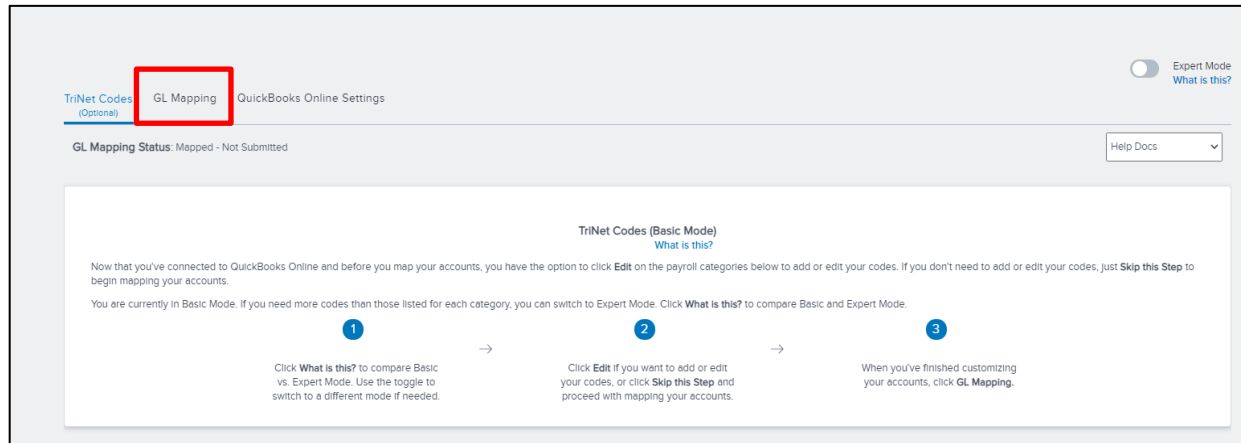 Expert Mode
What is this?
TriNet Codes
(Optional)
GL Mapping
QuickBooks Online Settings
GL Mapping Status: Mapped - Not Submitted
Help Docs
TriNet Codes (Basic Mode)
What is this?
Now that you've connected to QuickBooks Online and before you map your accounts, you have the option to click Edit on the payroll categories below to add or edit your codes. If you don't need to add or edit your codes, just Skip this Step to
begin mapping your accounts.
You are currently in Basic Mode. If you need more codes than those listed for each category, you can switch to Expert Mode. Click What is this? to compare Basic and Expert Mode.
1
Click What is this? to compare Basic
vs. Expert Mode. Use the toggle to
switch to a different mode if needed.
2
Click Edit if you want to add or edit
your codes, or click Skip this Step and
proceed with mapping your accounts.
3
When you've finished customizing
your accounts, click GL Mapping.